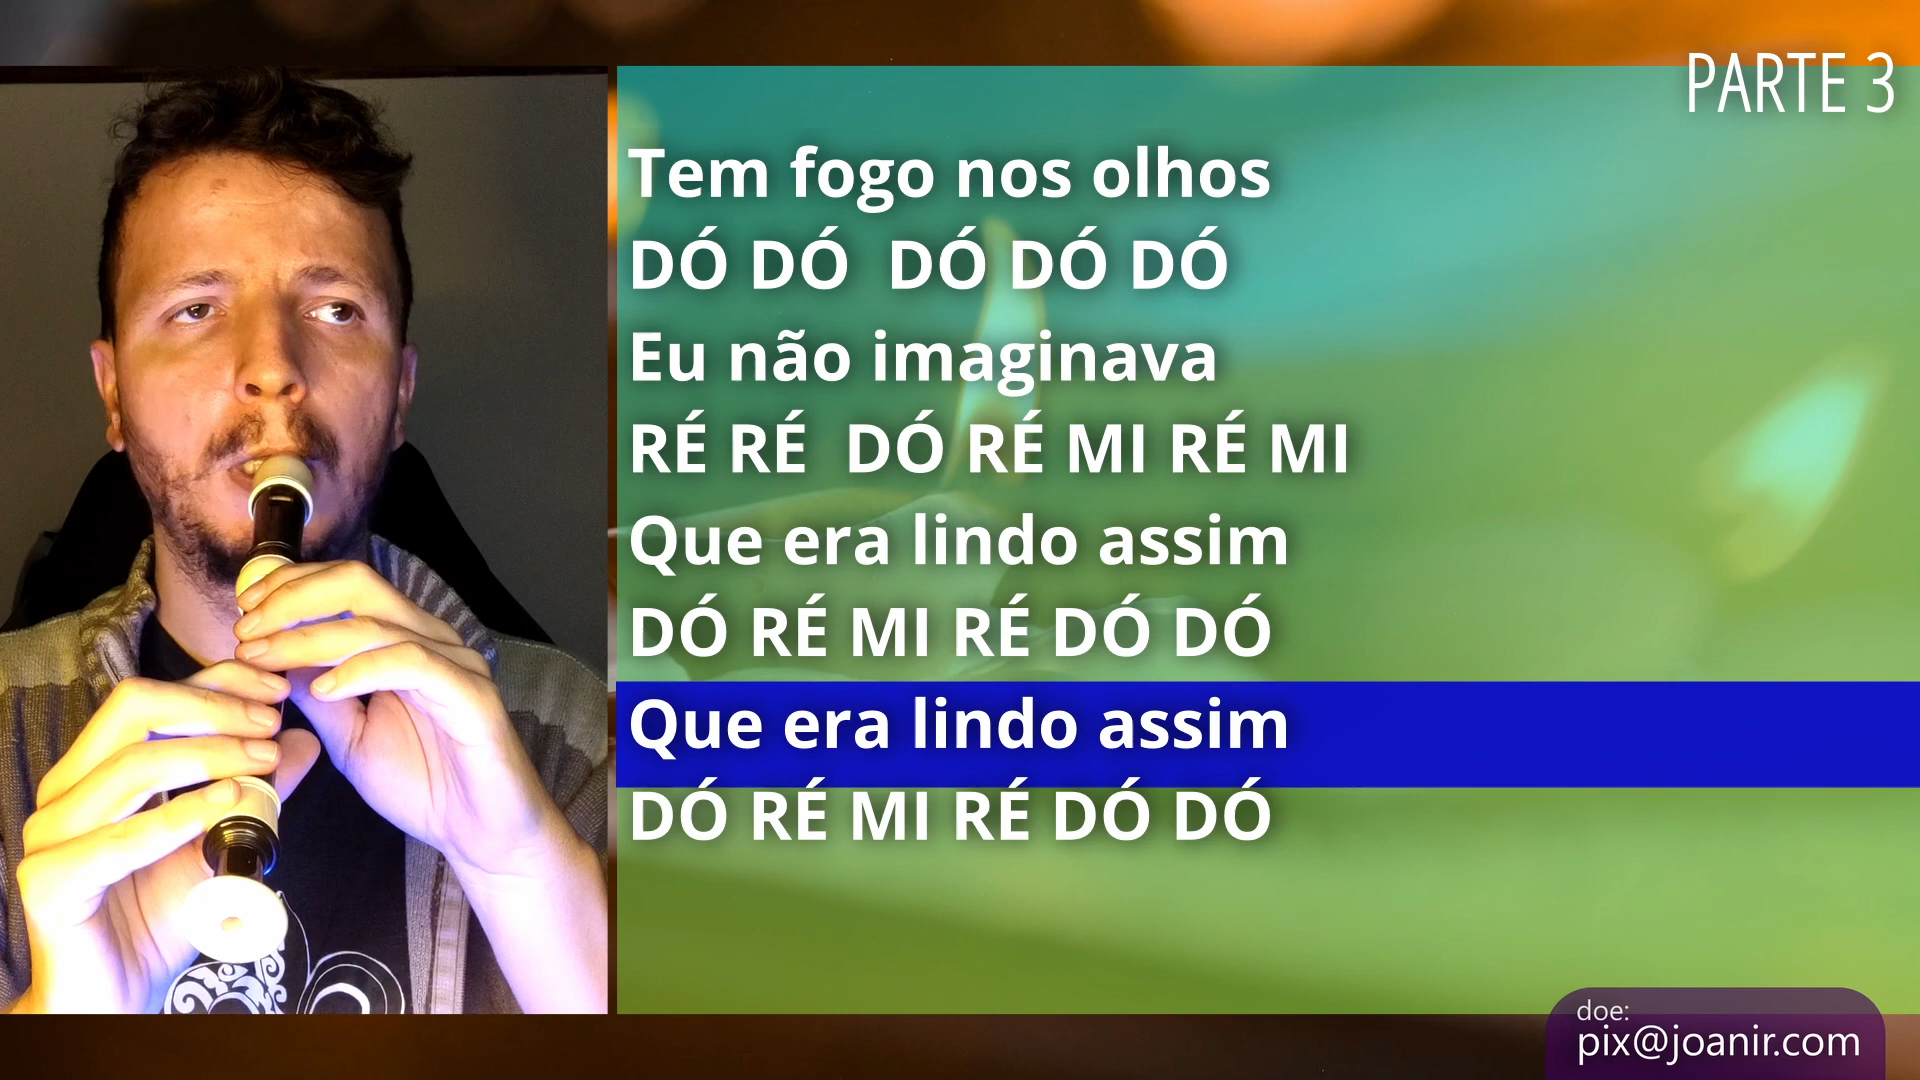 PARTE 3
Tem fogo nos olhos
DÓ DÓ  DÓ DÓ DÓ
Eu não imaginava
RÉ RÉ  DÓ RÉ MI RÉ MI
Que era lindo assim
DÓ RÉ MI RÉ DÓ DÓ
Que era lindo assim
DÓ RÉ MI RÉ DÓ DÓ
doe:
pix@joanir.com